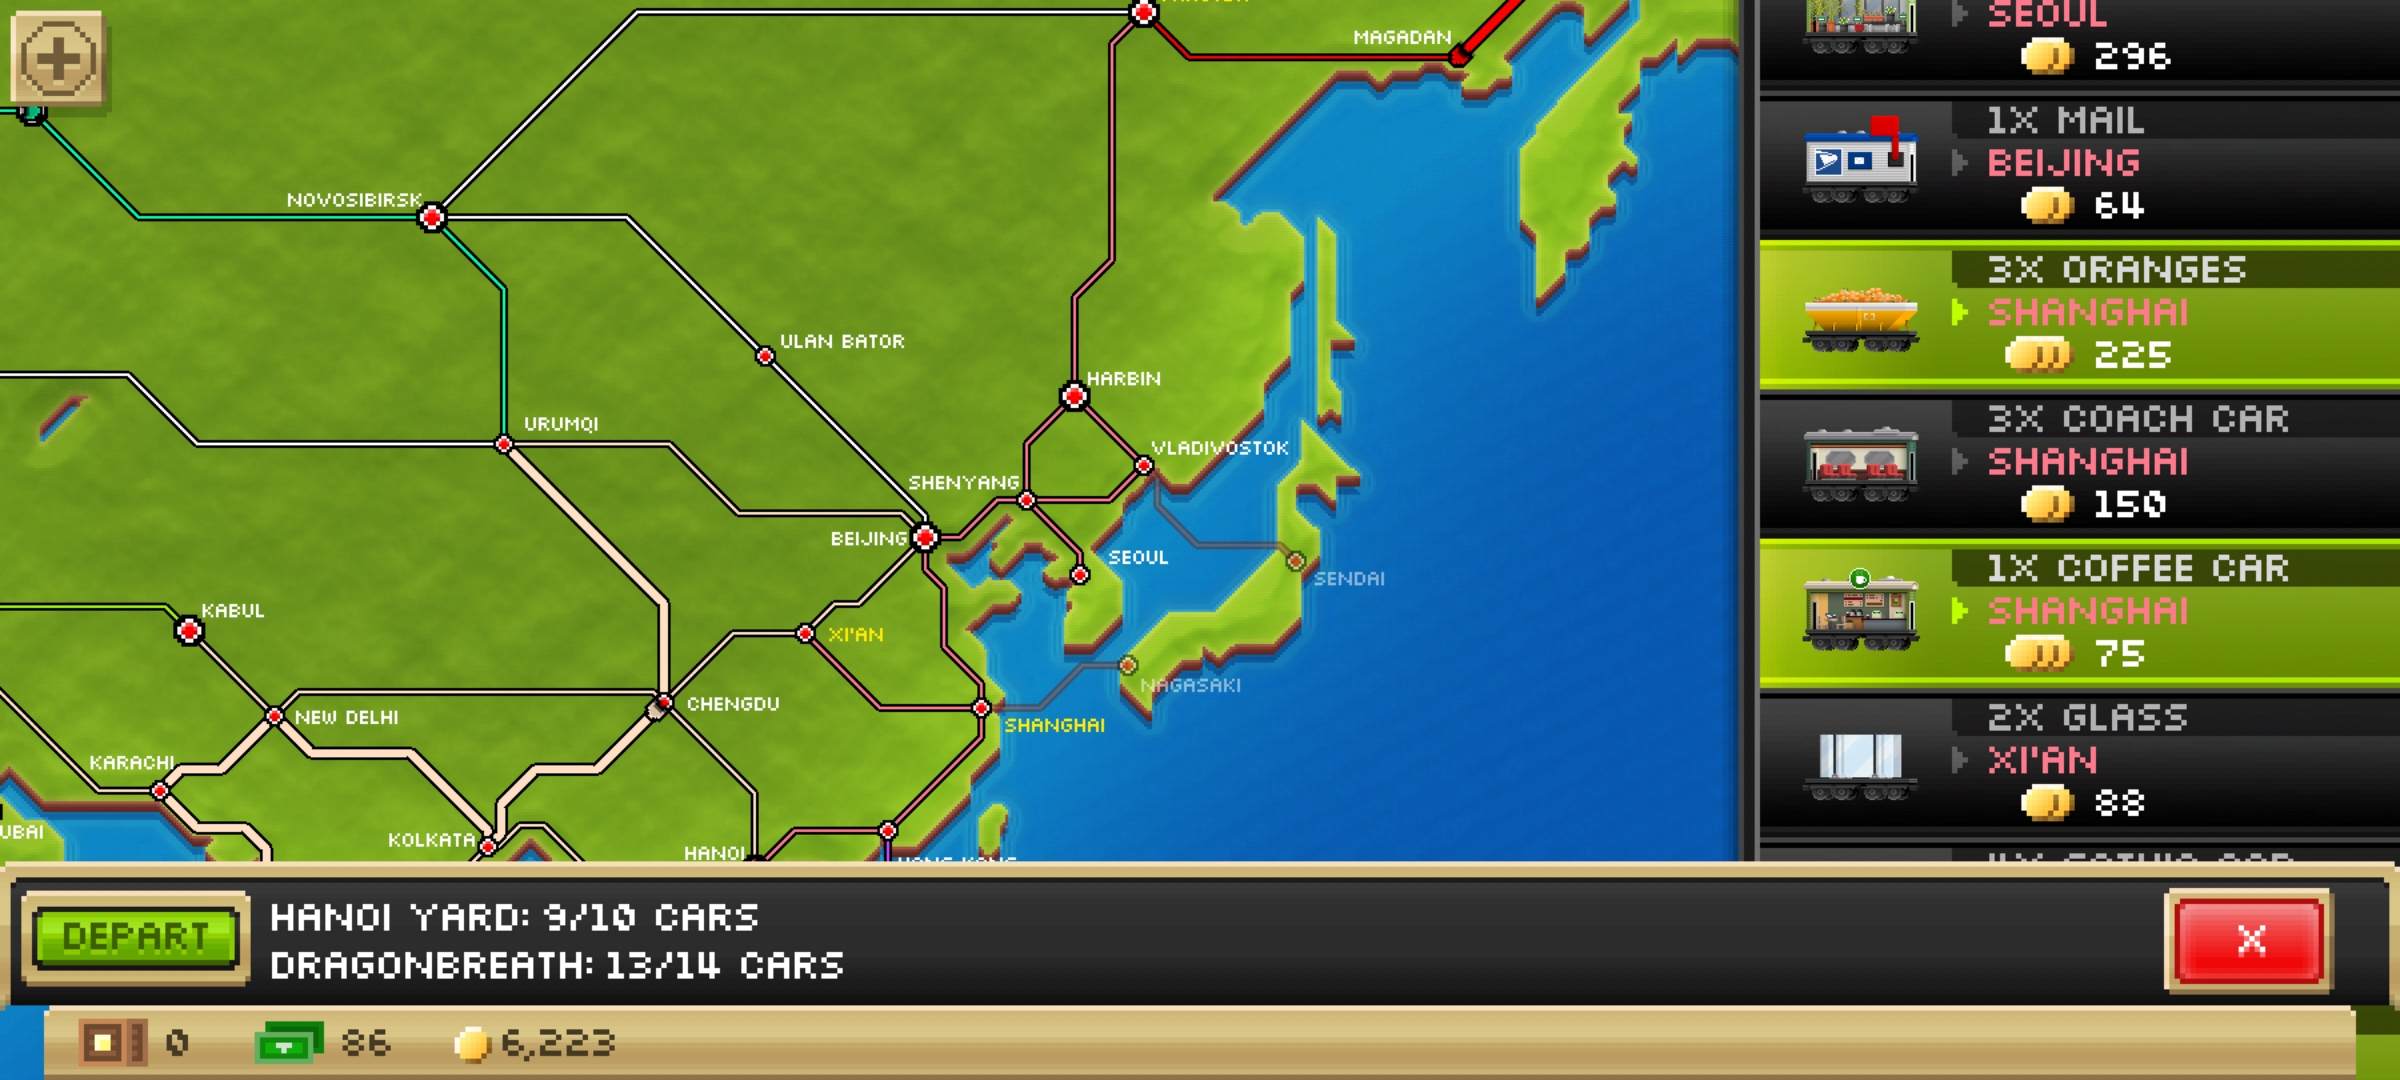 MAGADAN
NOVOSIBIRSK
ULAN BATOR
HARBIN
URUMQI
VLADIVOSTOK
SHENYANG
BEIJING
SEOUL
SENDAI
KABUL
XI'AN
NAGASAKI
CHENGDU
NEW DELHI
SHANGHAI
KARACHI
UBAI
KOLKATA
HANOI
SEOUL
296
1X MAIL
BEIJING
64
3X ORANGES
SHANGHAI
225
3X COACH CAR
SHANGHAI
150
1X COFFEE CAR
SHANGHAI
75
2X GLASS
XI'AN
88
DEPART
HANOI YARD: 9/10 CARS
DRAGONBREATH: 13/14 CARS
X
0
86
6,223